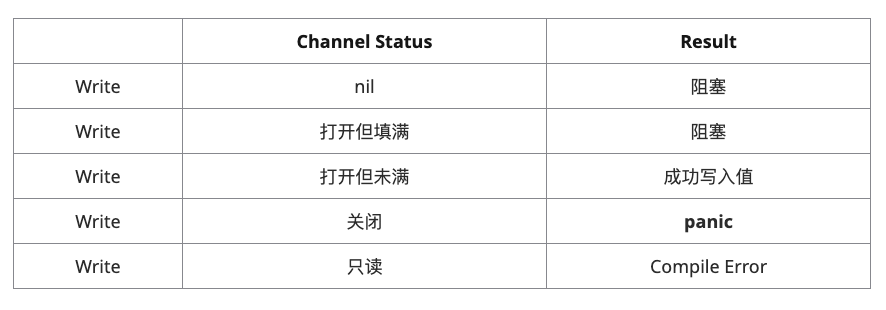 Channel Status Result
Write nil 阻塞
Write 打开但填满 阻塞
Write 打开但未满 成功写入值
Write 关闭 panic
Write 只读 Compile Error